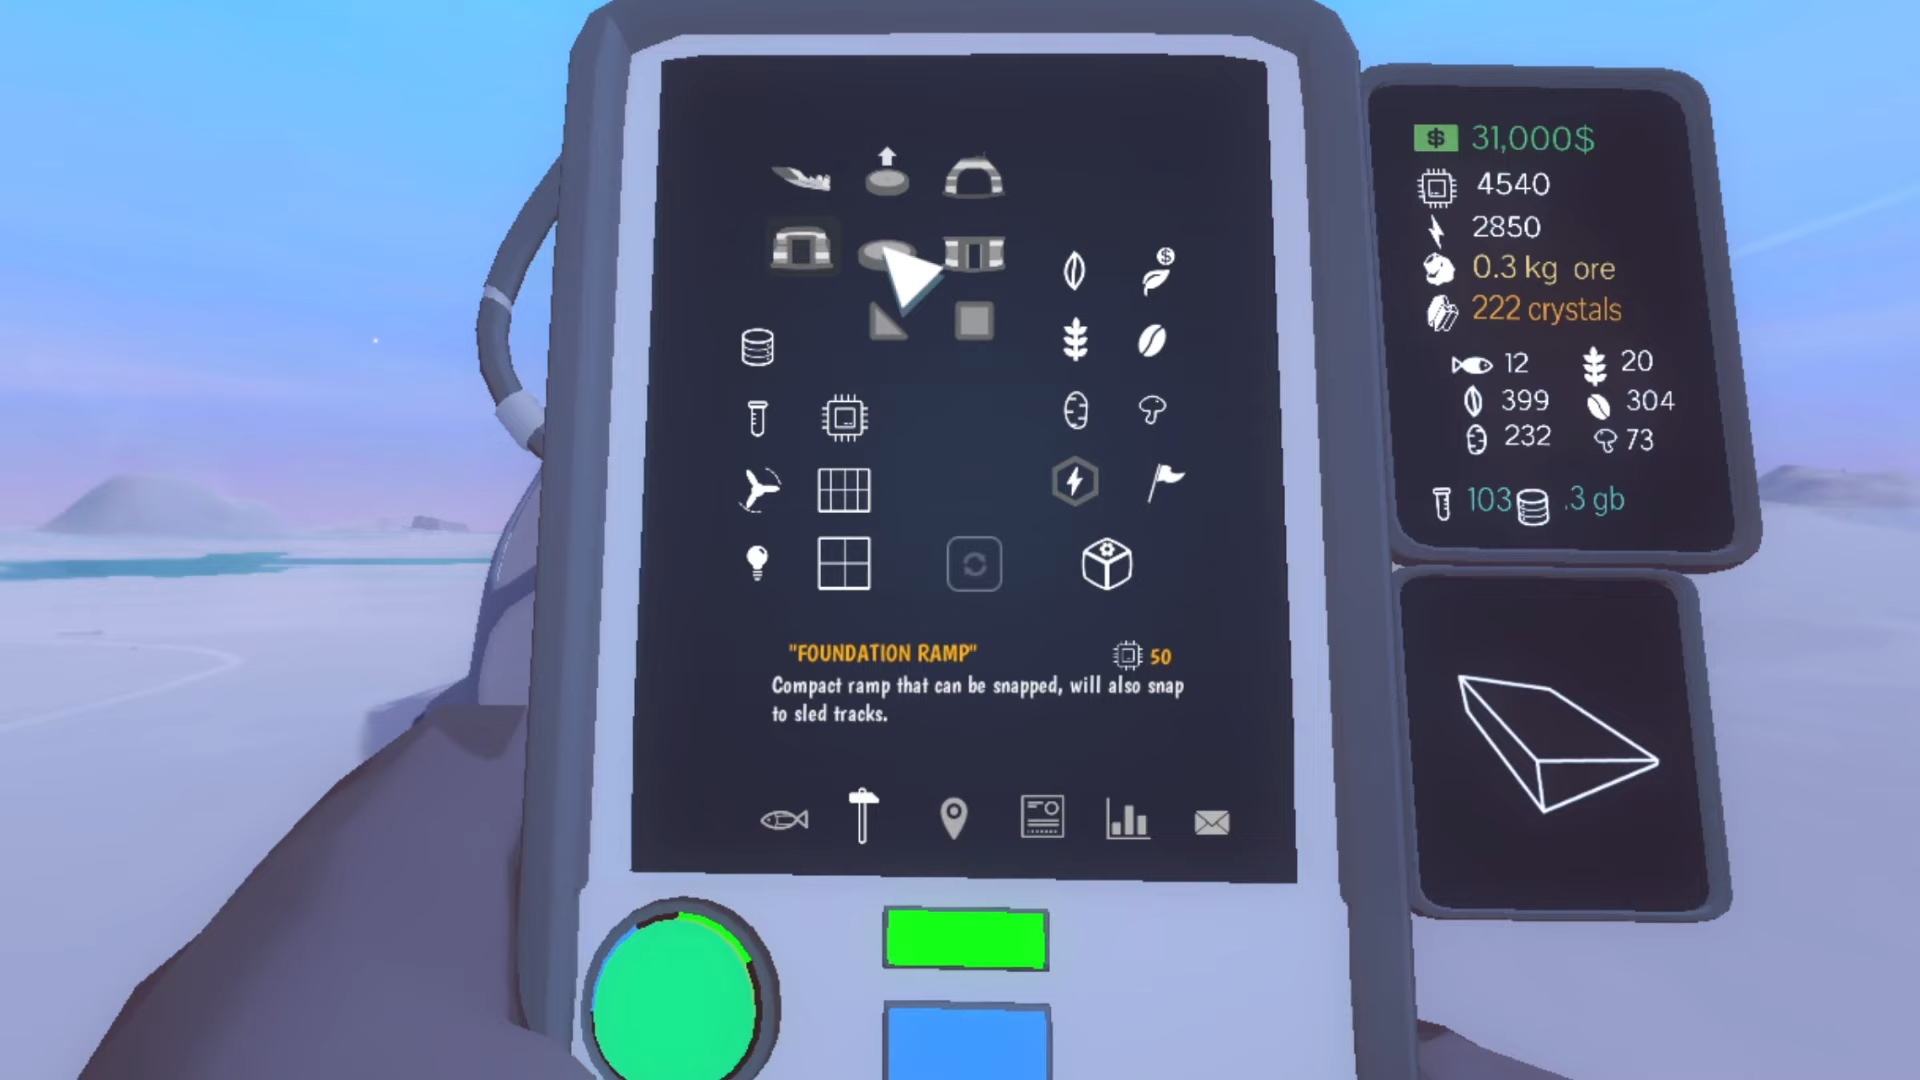 31,000$
4540
2850
0.3 kg ore
222 crystals
12 20
399 304
232 73
103 .3 gb
"FOUNDATION RAMP" 50
Compact ramp that can be snapped, will also snap
to sled tracks.